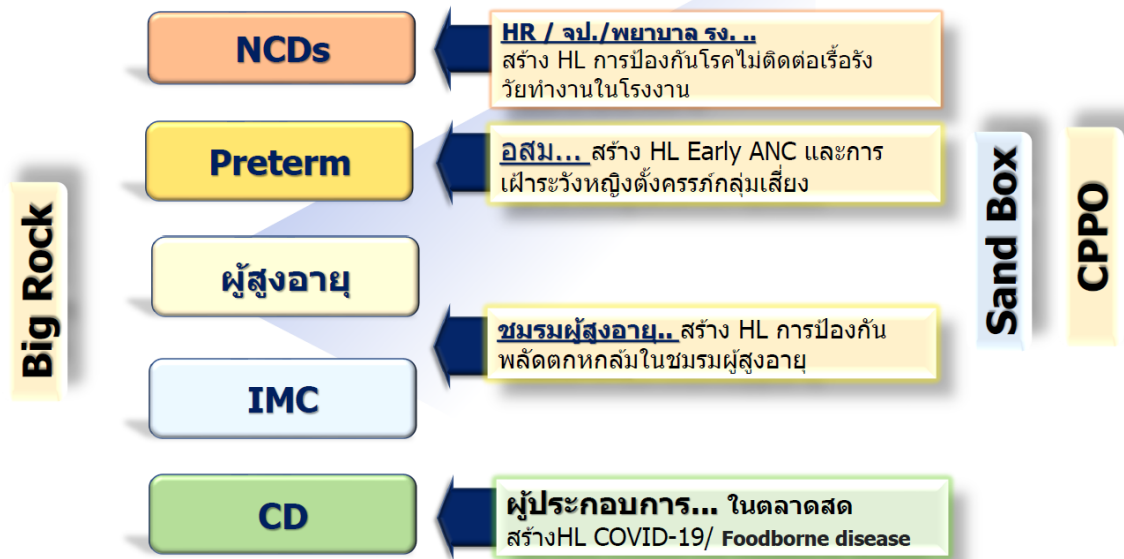 Big Rock
NCDs
HR / จป./พยาบาล รง. ..
สร้าง HL การป้องกันโรคไม่ติดต่อเรื้อรัง
วัยทำงานในโรงงาน
Preterm
อสม... สร้าง HL Early ANC และการ
เฝ้าระวังหญิงตั้งครรภ์กลุ่มเสี่ยง
ผู้สูงอายุ
ชมรมผู้สูงอายุ.. สร้าง HL การป้องกัน
พลัดตกหกล้มในชมรมผู้สูงอายุ
IMC
CD
ผู้ประกอบการ... ในตลาดสด
สร้างHL COVID-19/ Foodborne disease
Sand Box
CPPO